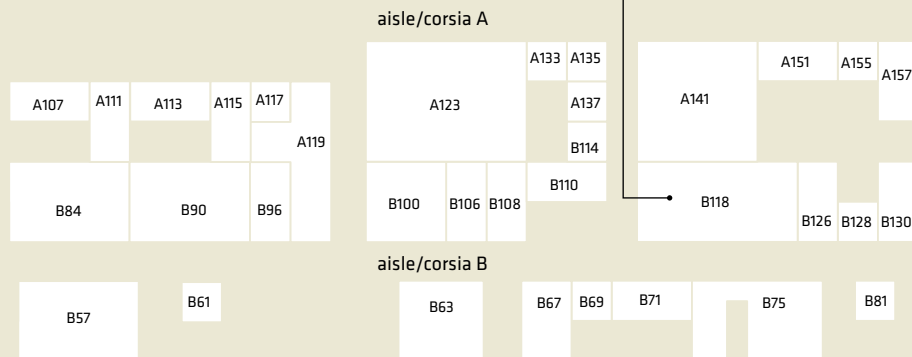 aisle/corsia A
A133 A135
A151 A155
A157
A107 A111 A113 A115 A117
A123
A137
A141
A119
B114
B84 B90 B96
B100 B106 B108
B110
B118
B126 B128 B130
aisle/corsia B
B57 B61 B63 B67 B69 B71 B75 B81